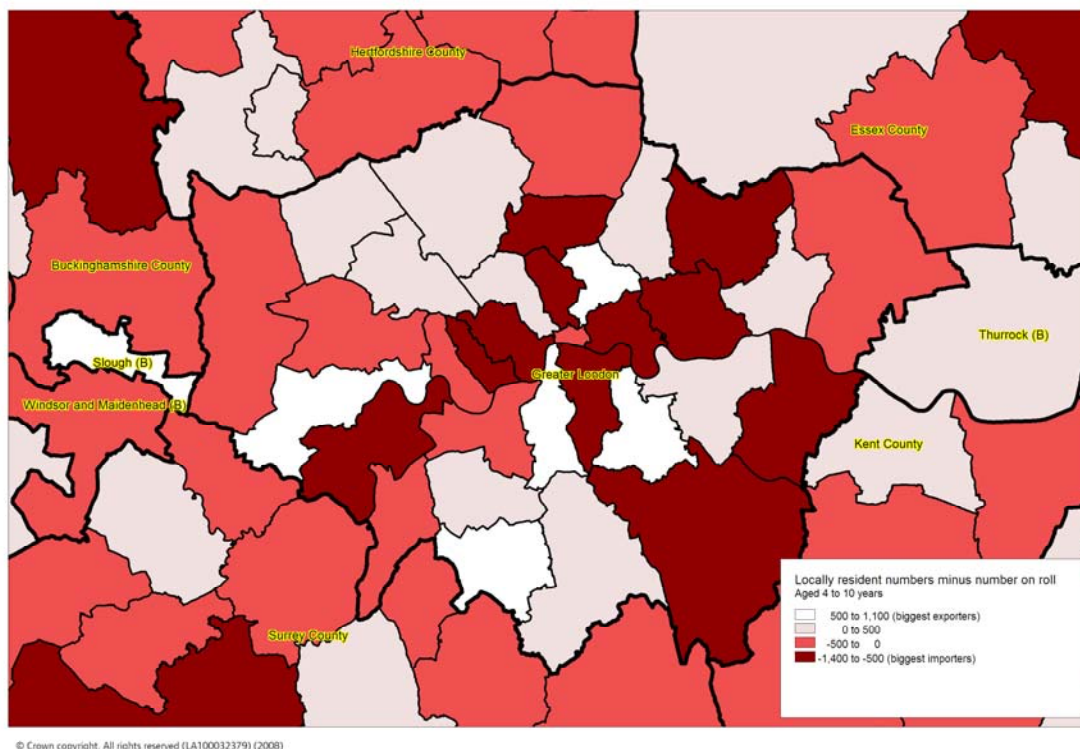 Hertfordshire County
Essex County
Buckinghamshire County
Thurrock (B)
Slough (B)
Greater London
Windsor and Maidenhead (B)
Kent County
Surrey County
Locally resident numbers minus number on roll
Aged 4 to 10 years
500 to 1,100 (biggest exporters)
0 to 500
-500 to 0
-1,400 to -500 (biggest importers)
© Crown copyright. All rights reserved (LA100032379) (2008)